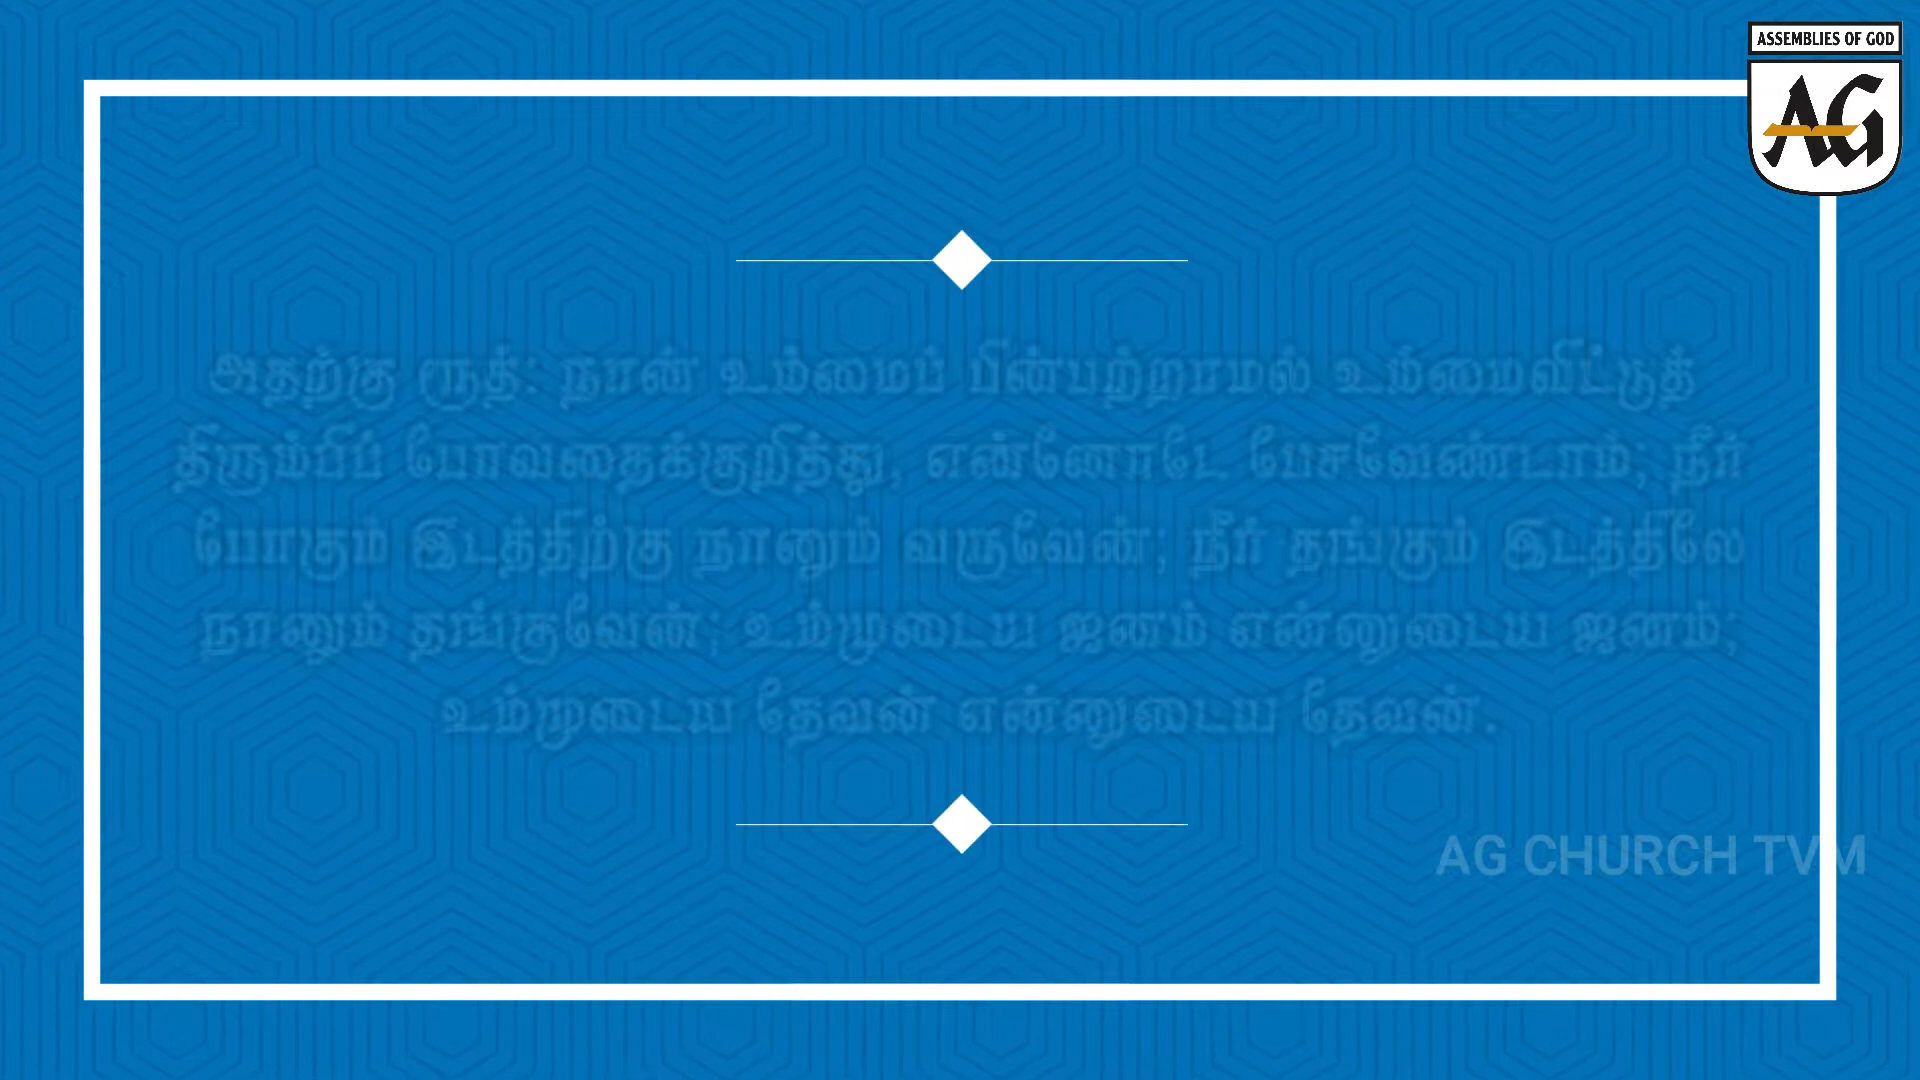 ASSEMBLIES OF GOD
AG
அதற்கு ரூத்: நான் உம்மைப் பின்பற்றாமல் உம்மைவிட்டுத்
திரும்பிப் போவதைக்குறித்து, என்னோடே பேசவேண்டாம்; நீர்
போகும் இடத்திற்கு நானும் வருவேன்; நீர் தங்கும் இடத்திலே
நானும் தங்குவேன்; உம்முடைய ஜனம் என்னுடைய ஜனம்;
உம்முடைய தேவன் என்னுடைய தேவன்.
AG CHURCH TVM